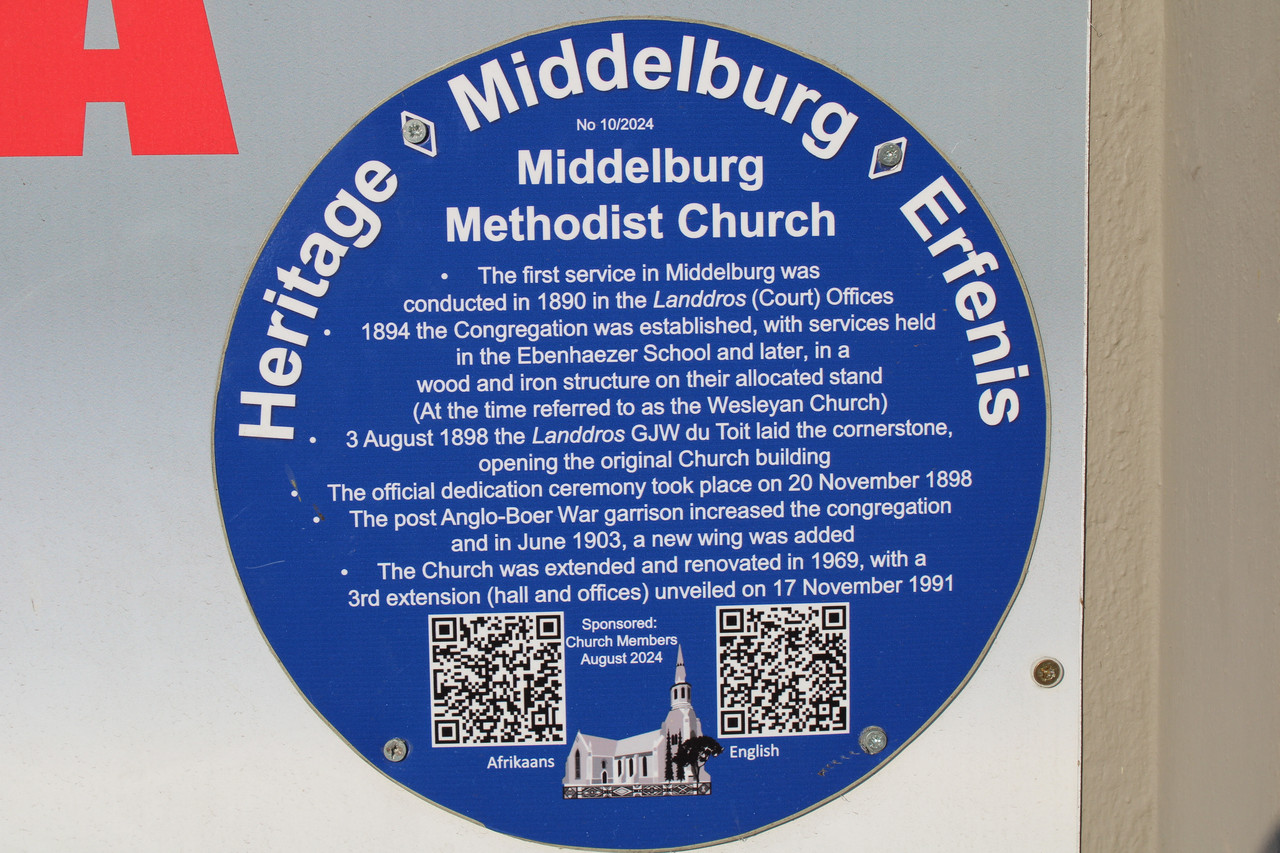 A
Heritage Middelburg Erfenis
No 10/2024
Middelburg
Methodist Church
• The first service in Middelburg was
conducted in 1890 in the Landdros (Court) Offices
• 1894 the Congregation was established, with services held
in the Ebenhaezer School and later, in a
wood and iron structure on their allocated stand
(At the time referred to as the Wesleyan Church)
• 3 August 1898 the Landdros GJW du Toit laid the cornerstone,
opening the original Church building
• The official dedication ceremony took place on 20 November 1898
• The post Anglo-Boer War garrison increased the congregation
and in June 1903, a new wing was added
• The Church was extended and renovated in 1969, with a
3rd extension (hall and offices) unveiled on 17 November 1991
Sponsored:
Church Members
August 2024
Afrikaans
English